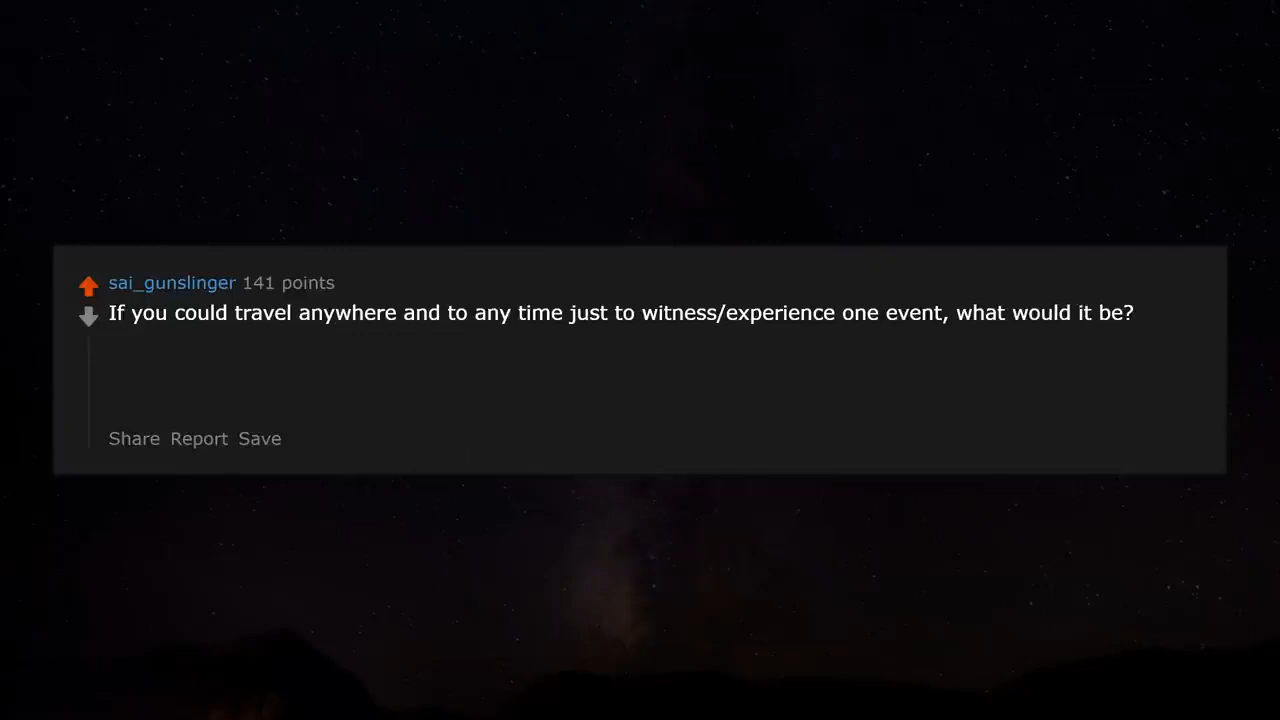 sai_gunslinger 141 points
If you could travel anywhere and to any time just to witness/experience one event, what would it be?
Share Report Save